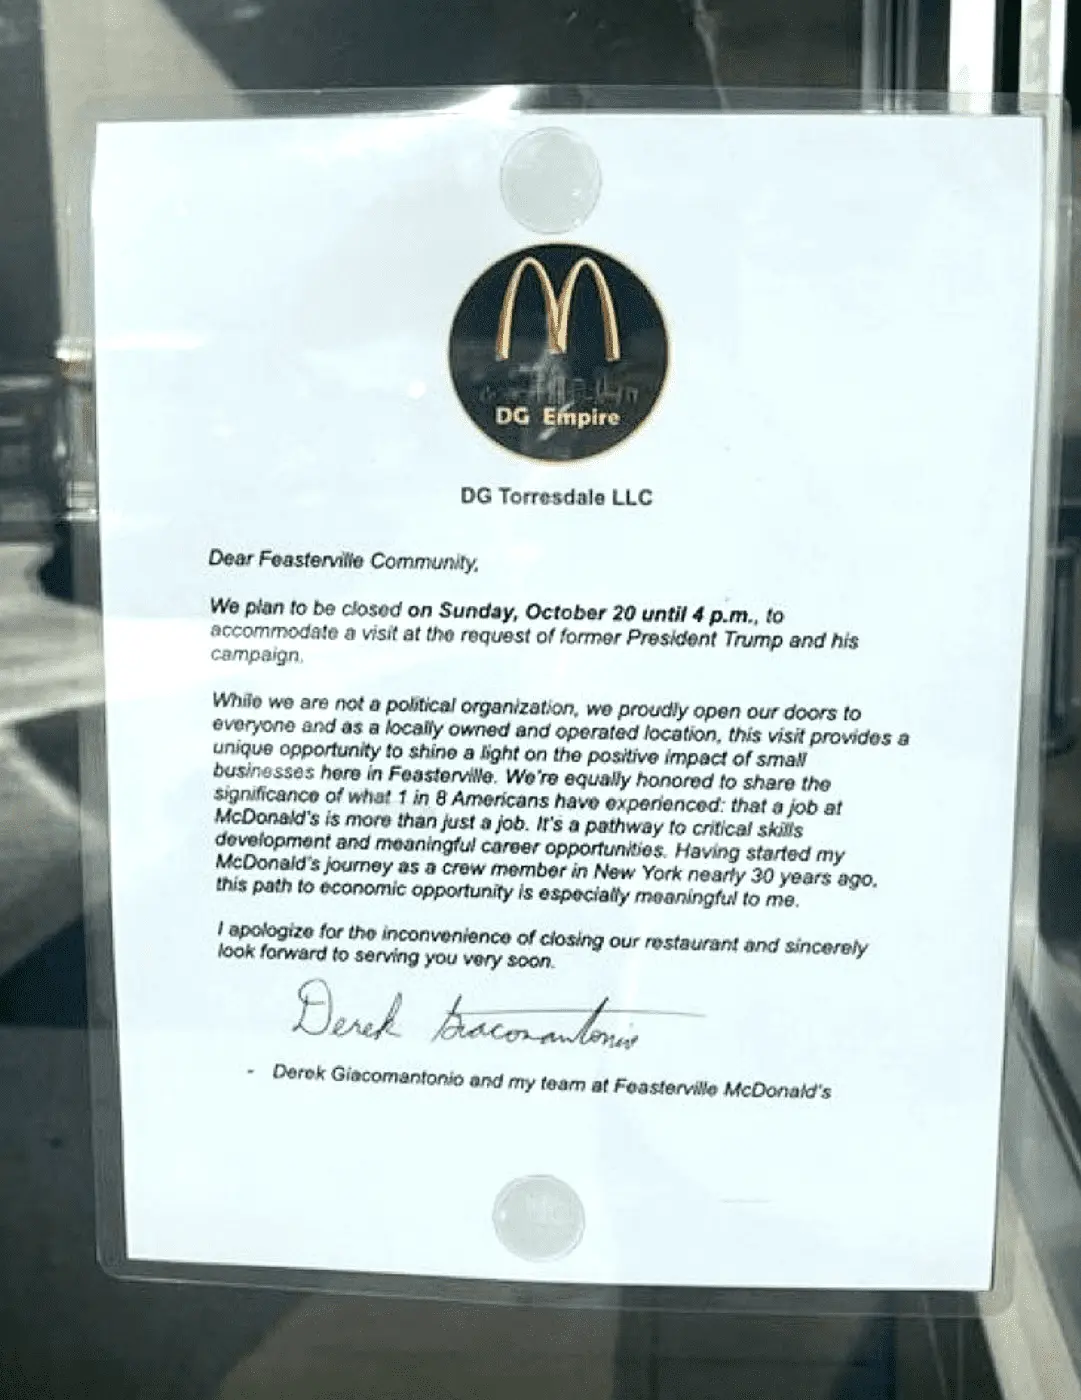 DG Empire
DG Torresdale LLC
Dear Feasterville Community,
We plan to be closed on Sunday, October 20 until 4 p.m., to
accommodate a visit at the request of former President Trump and his
campaign.
While we are not a political organization, we proudly open our doors to
everyone and as a locally owned and operated location, this visit provides a
unique opportunity to shine a light on the positive impact of small
businesses here in Feasterville. We're equally honored to share the
significance of what 1 in 8 Americans have experienced: that a job at
McDonald's is more than just a job. It's a pathway to critical skills
development and meaningful career opportunities. Having started my
McDonald's journey as a crew member in New York nearly 30 years ago,
this path to economic opportunity is especially meaningful to me.
I apologize for the inconvenience of closing our restaurant and sincerely
look forward to serving you very soon.
Derek Giacomantonio
- Derek Giacomantonio and my team at Feasterville McDonald's